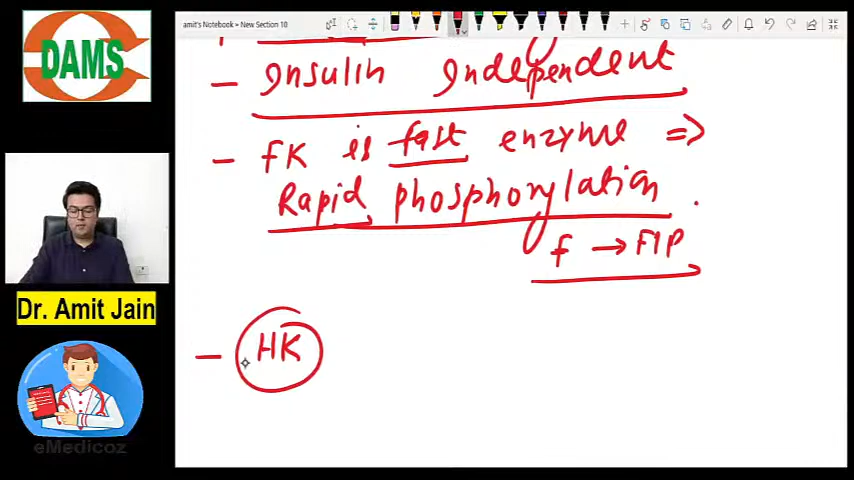 amit's Notebook » New Section 10
DAMS
- Insulin Independent
- fK is fast enzyme =>
Rapid phosphorylation.
f → F1P
- HK
Dr. Amit Jain
eMedicoz